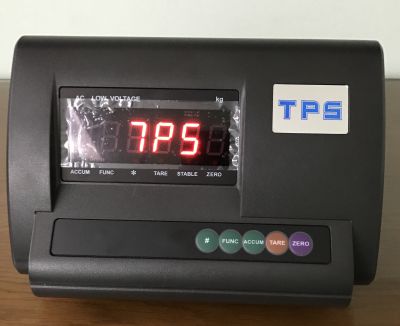 AC LOW VOLTAGE kg
TPS
TPS
ACCUM FUNC * TARE STABLE ZERO
# FUNC ACCUM TARE ZERO